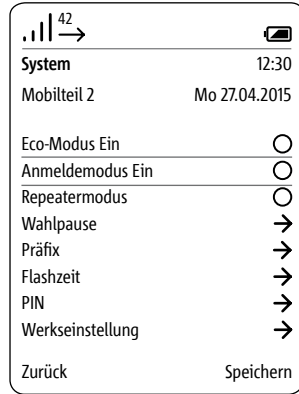 42
System 12:30
Mobilteil 2 Mo 27.04.2015
Eco-Modus Ein
Anmeldemodus Ein
Repeatermodus
Wahlpause
Präfix
Flashzeit
PIN
Werkseinstellung
Zurück Speichern